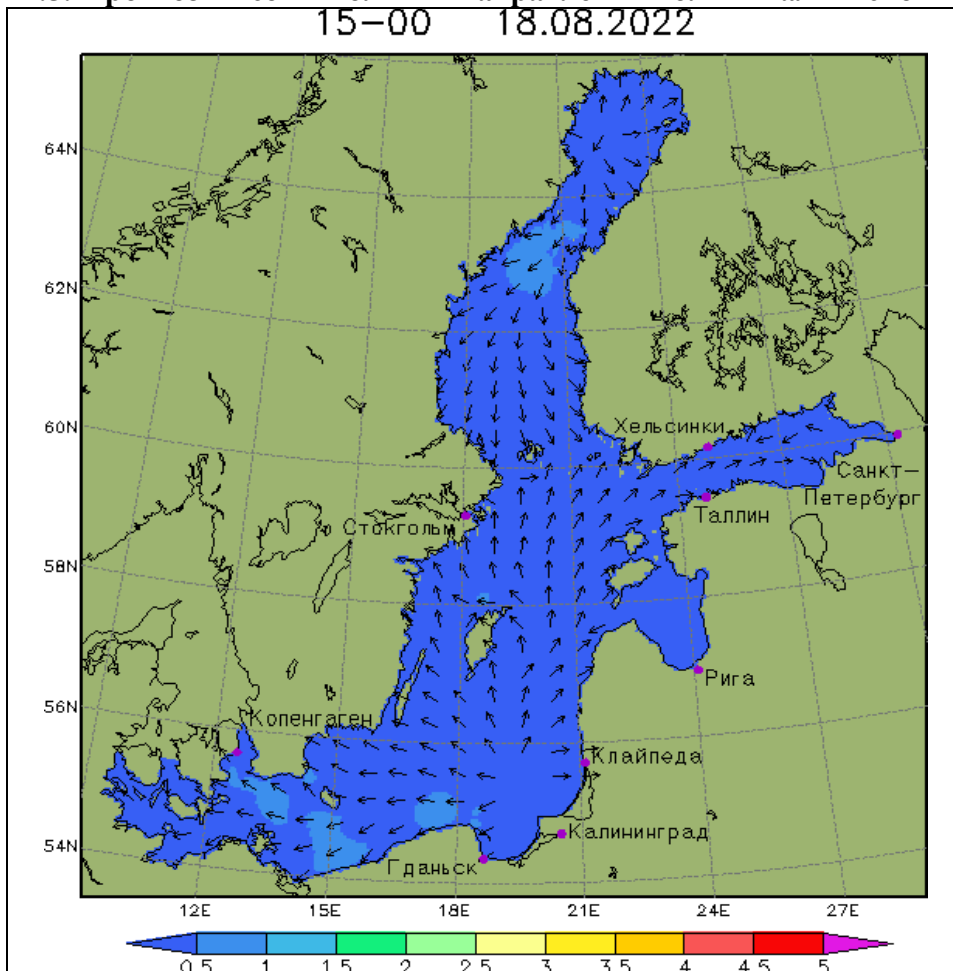 15-00 18.08.2022
64N
62N
60N
58N
56N
54N
Хельсинки
Санкт-
Петербург
Таллин
Стокгольм
Рига
Копенгаген
Клайпеда
Калининград
Гданьск
12E 15E 18E 21E 24E 27E
0.5 1 1.5 2 2.5 3 3.5 4 4.5 5